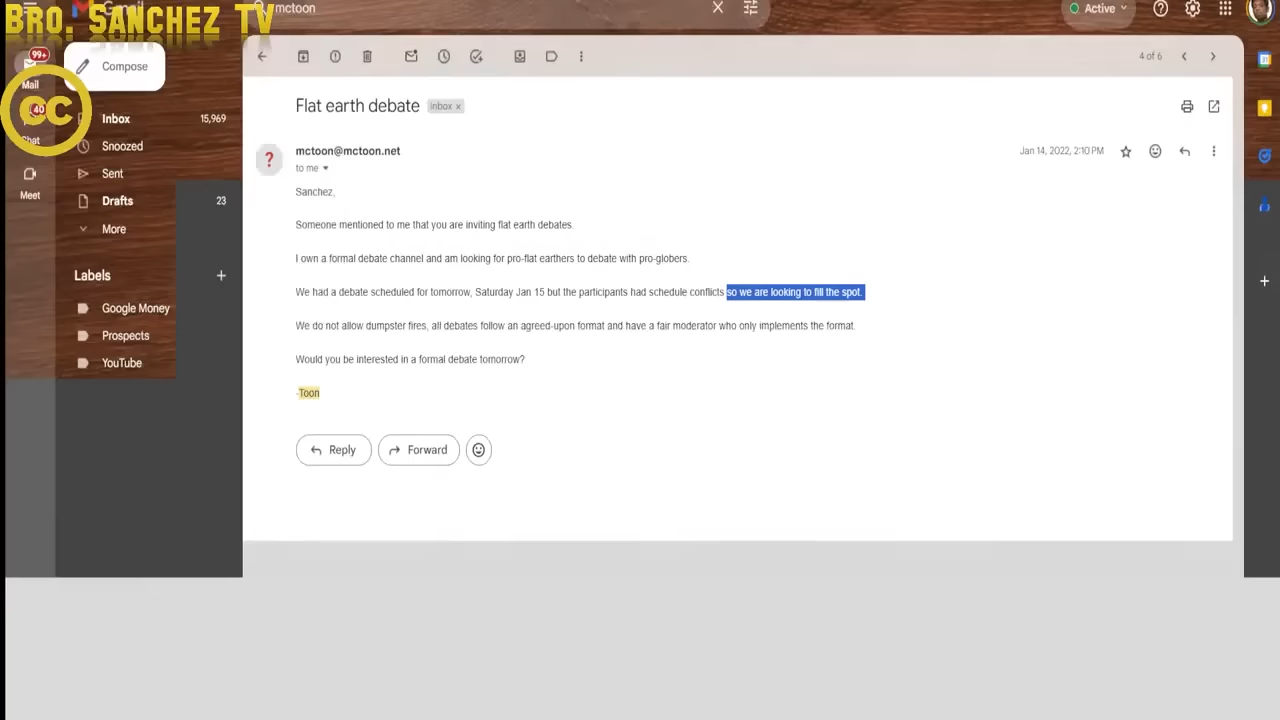 BRO. SANCHEZ TV
mctoon
Active
99+
Mail
Compose
4 of 6
CC
40
Chat
Inbox 15,969
Flat earth debate
inbox ×
Snoozed
mctoon@mctoon.net
Jan 14, 2022, 2:10 PM
to me
Sent
Meet
Sanchez,
Drafts 23
Someone mentioned to me that you are inviting flat earth debates.
More
I own a formal debate channel and am looking for pro-flat earthers to debate with pro-globers.
Labels
We had a debate scheduled for tomorrow, Saturday Jan 15 but the participants had schedule conflicts so we are looking to fill the spot.
Google Money
We do not allow dumpster fires, all debates follow an agreed-upon format and have a fair moderator who only implements the format.
Prospects
Would you be interested in a formal debate tomorrow?
YouTube
-Toon
Reply
Forward